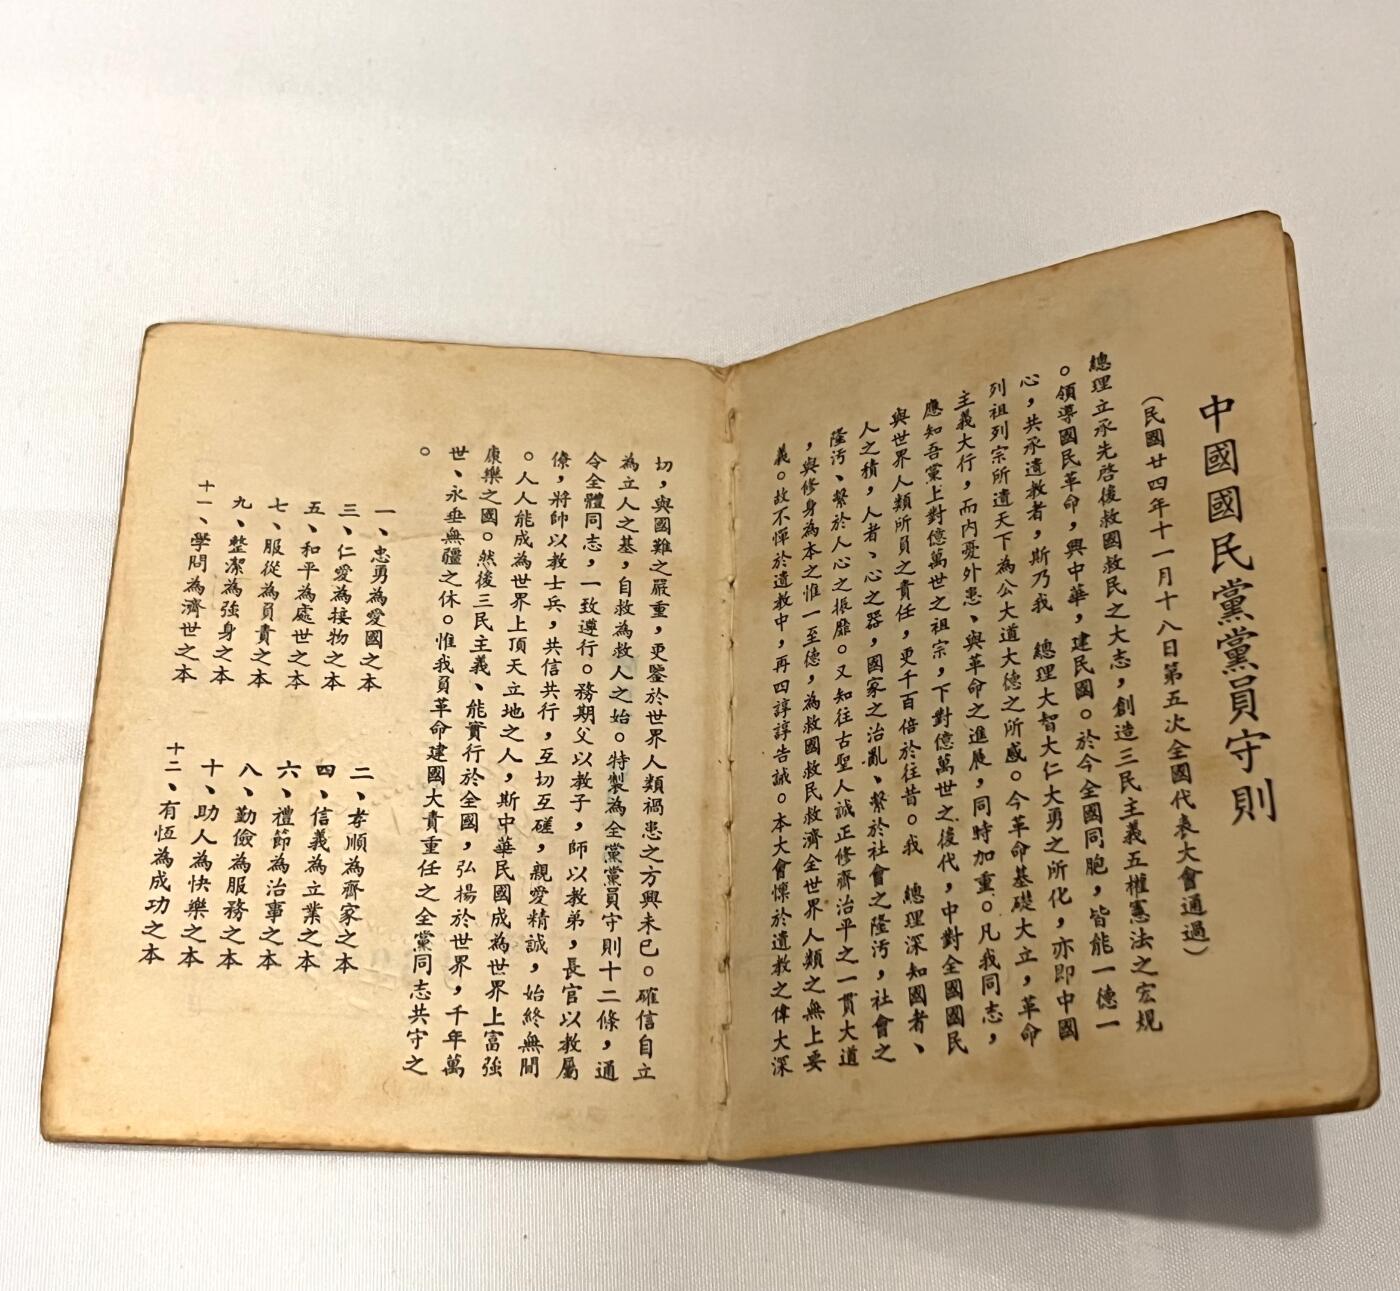 中國國民黨黨員守則
(民國廿四年十一月十八日第五次全國代表大會通過)
總理立承先啓後救國救民之大志，創造三民主義五權憲法之宏規
。領導國民革命，興中華，建民國。於今全國同胞，皆能一德一
心，共承遺教者，斯乃我　總理大智大仁大勇之所化，亦即中國
列祖列宗所遺天下為公大道大德之所感。今革命基礎大立，革命
主義大行，而內憂外患、與革命之進展，同時加重。凡我同志，
應知吾黨上對億萬世之祖宗，下對億萬世之後代，中對全國國民
與世界人類所負之責任，更千百倍於往昔。我　總理深知國者、
人之積，人者、心之器，國家之治亂、繫於社會之隆汚，社會之
隆汚、繫於人心之振靡。又知往古聖人誠正修齊治平之一貫大道
，與修身為本之惟一至德，為救國救民救濟全世界人類之無上要
義。故不憚於遺教中，再四諄諄告誡。本大會懍於遺教之偉大深
切，與國難之嚴重，更鑒於世界人類禍患之方興未已。確信自立
為立人之基，自救為救人之始。特製為全黨黨員守則十二條，通
令全體同志，一致遵行。務期父以教子，師以教弟，長官以教屬
僚，將帥以教士兵，共信共行，互切互磋，親愛精誠，始終無間
。人人能成為世界上頂天立地之人，斯中華民國成為世界上富強
康樂之國。然後三民主義、能實行於全國，弘揚於世界，千年萬
世、永垂無疆之休。惟我負革命建國大責重任之全黨同志共守之
。
一、忠勇為愛國之本
二、孝順為齊家之本
三、仁愛為接物之本
四、信義為立業之本
五、和平為處世之本
六、禮節為治事之本
七、服從為負責之本
八、勤儉為服務之本
九、整潔為強身之本
十、助人為快樂之本
十一、學問為濟世之本
十二、有恆為成功之本